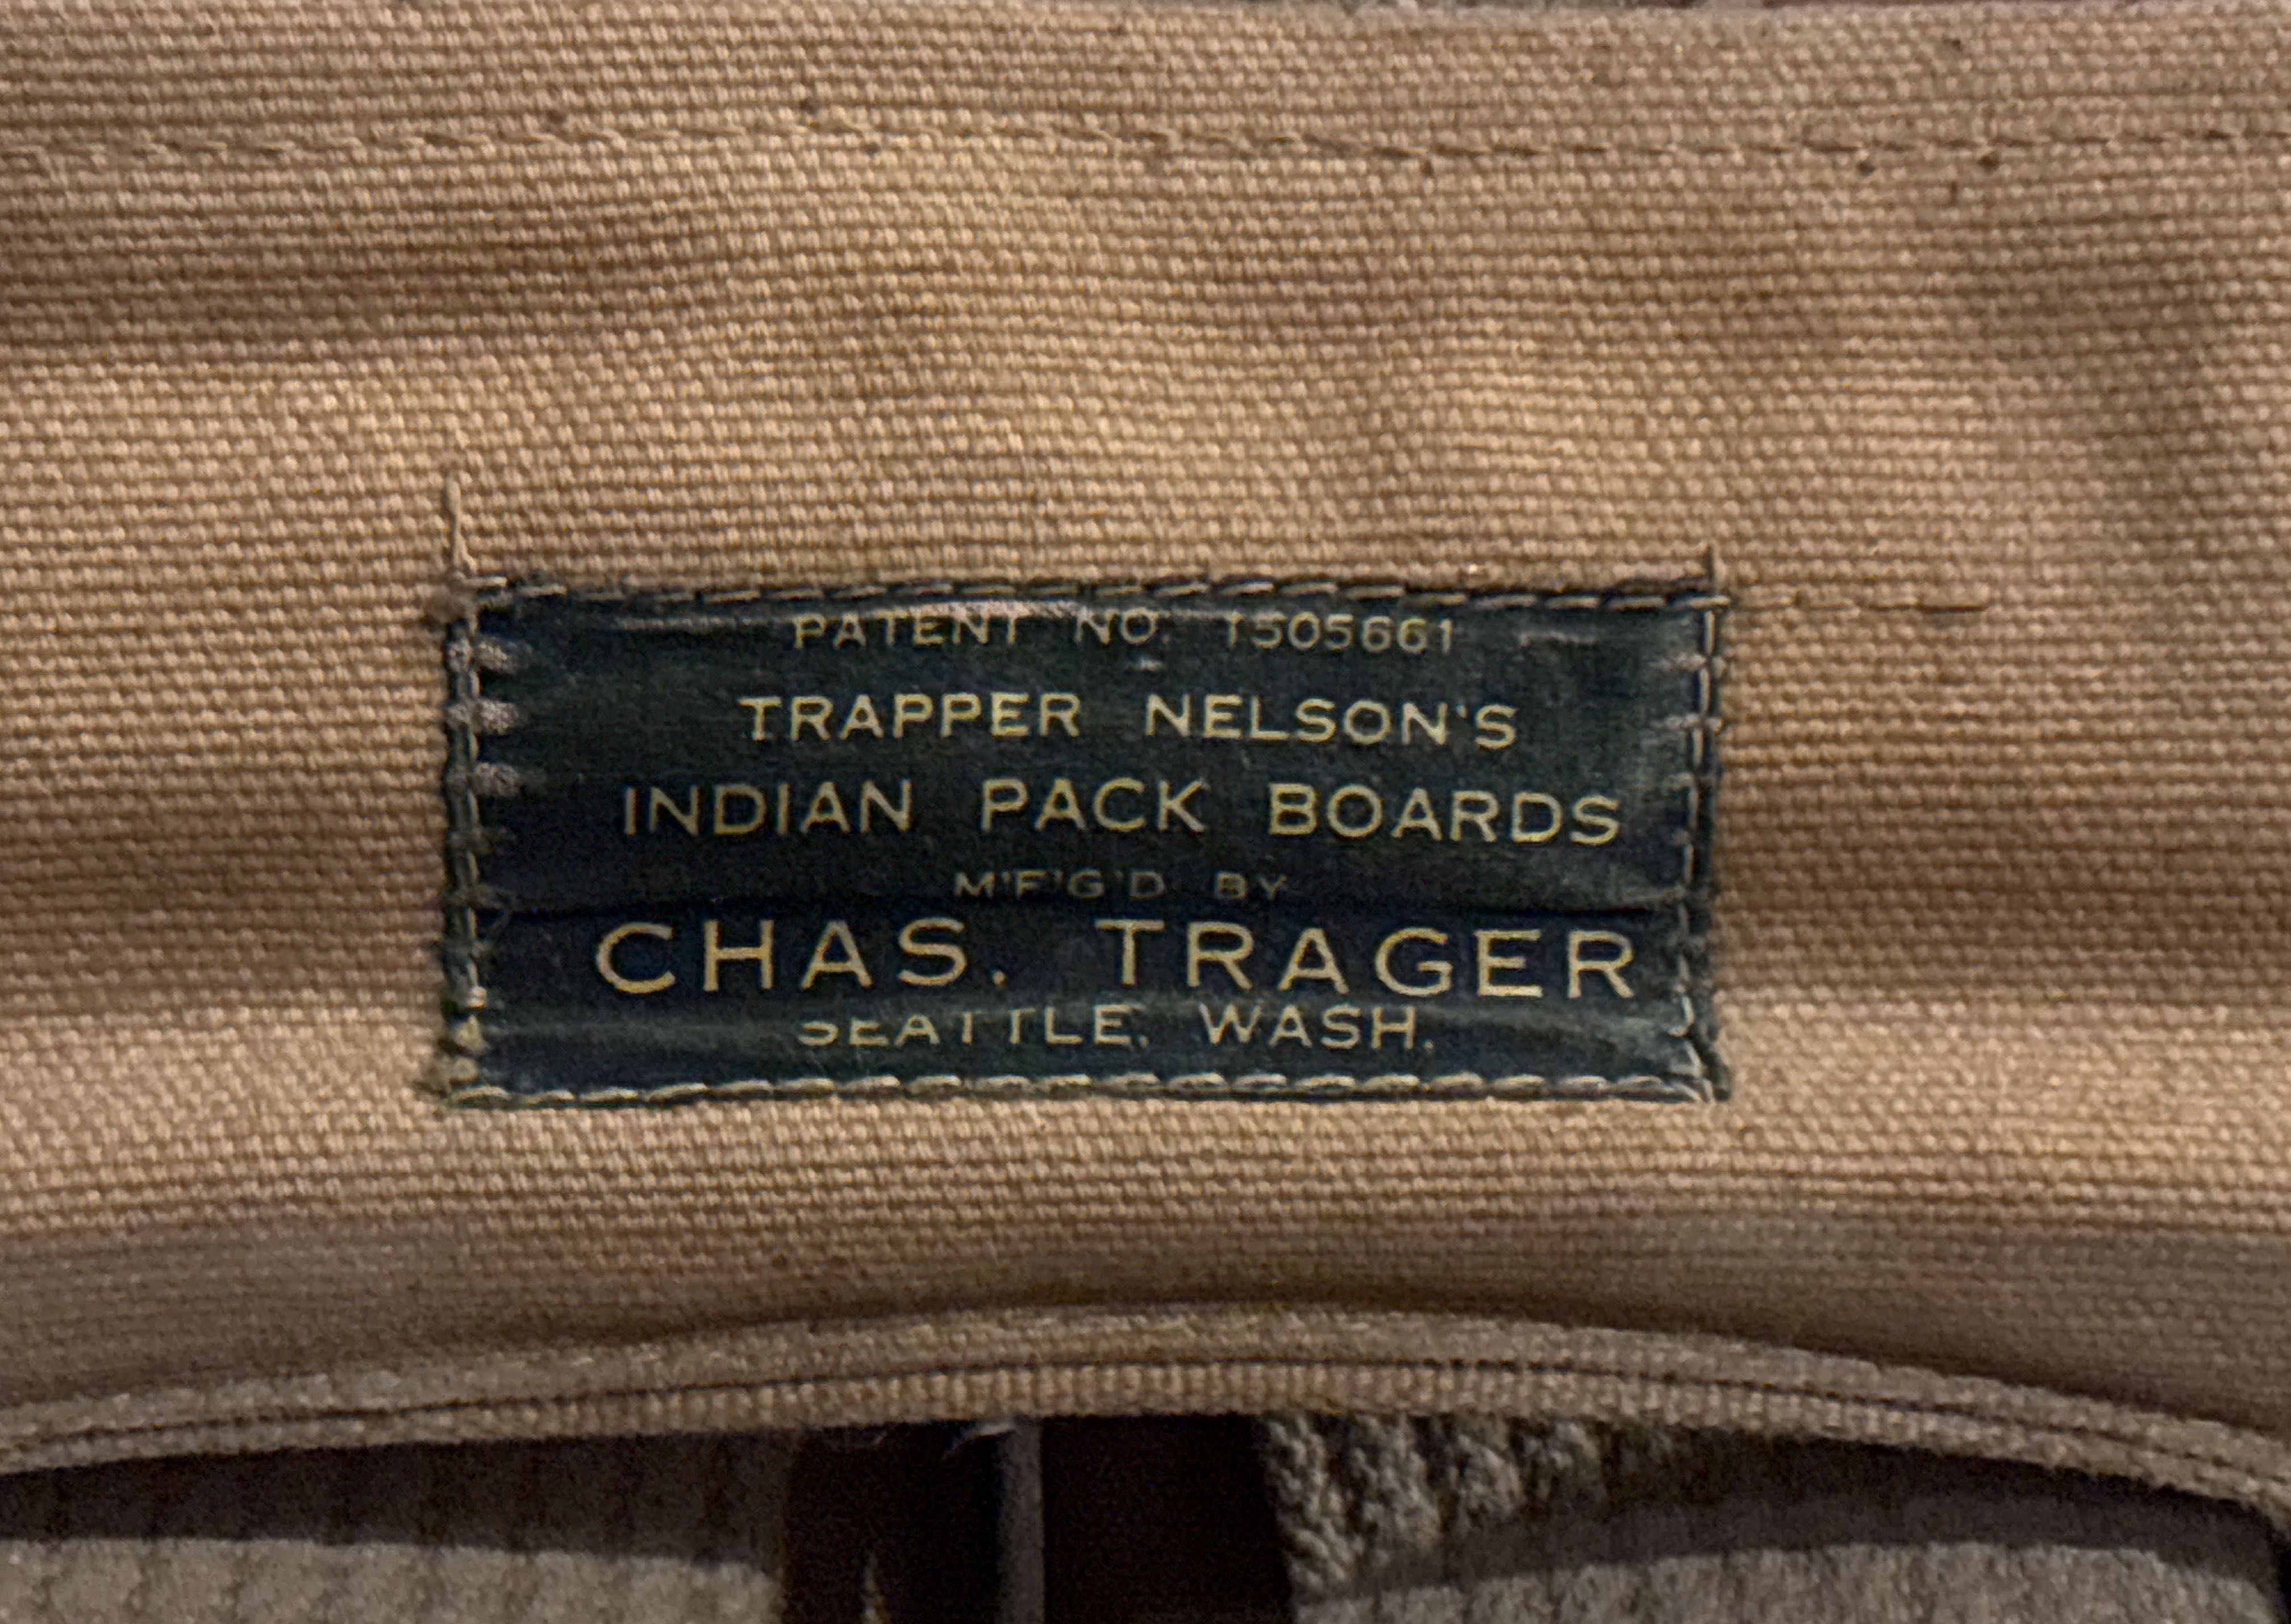 PATENT NO. 1505661
TRAPPER NELSON'S
INDIAN PACK BOARDS
M'F'G'D BY
CHAS. TRAGER
SEATTLE, WASH.